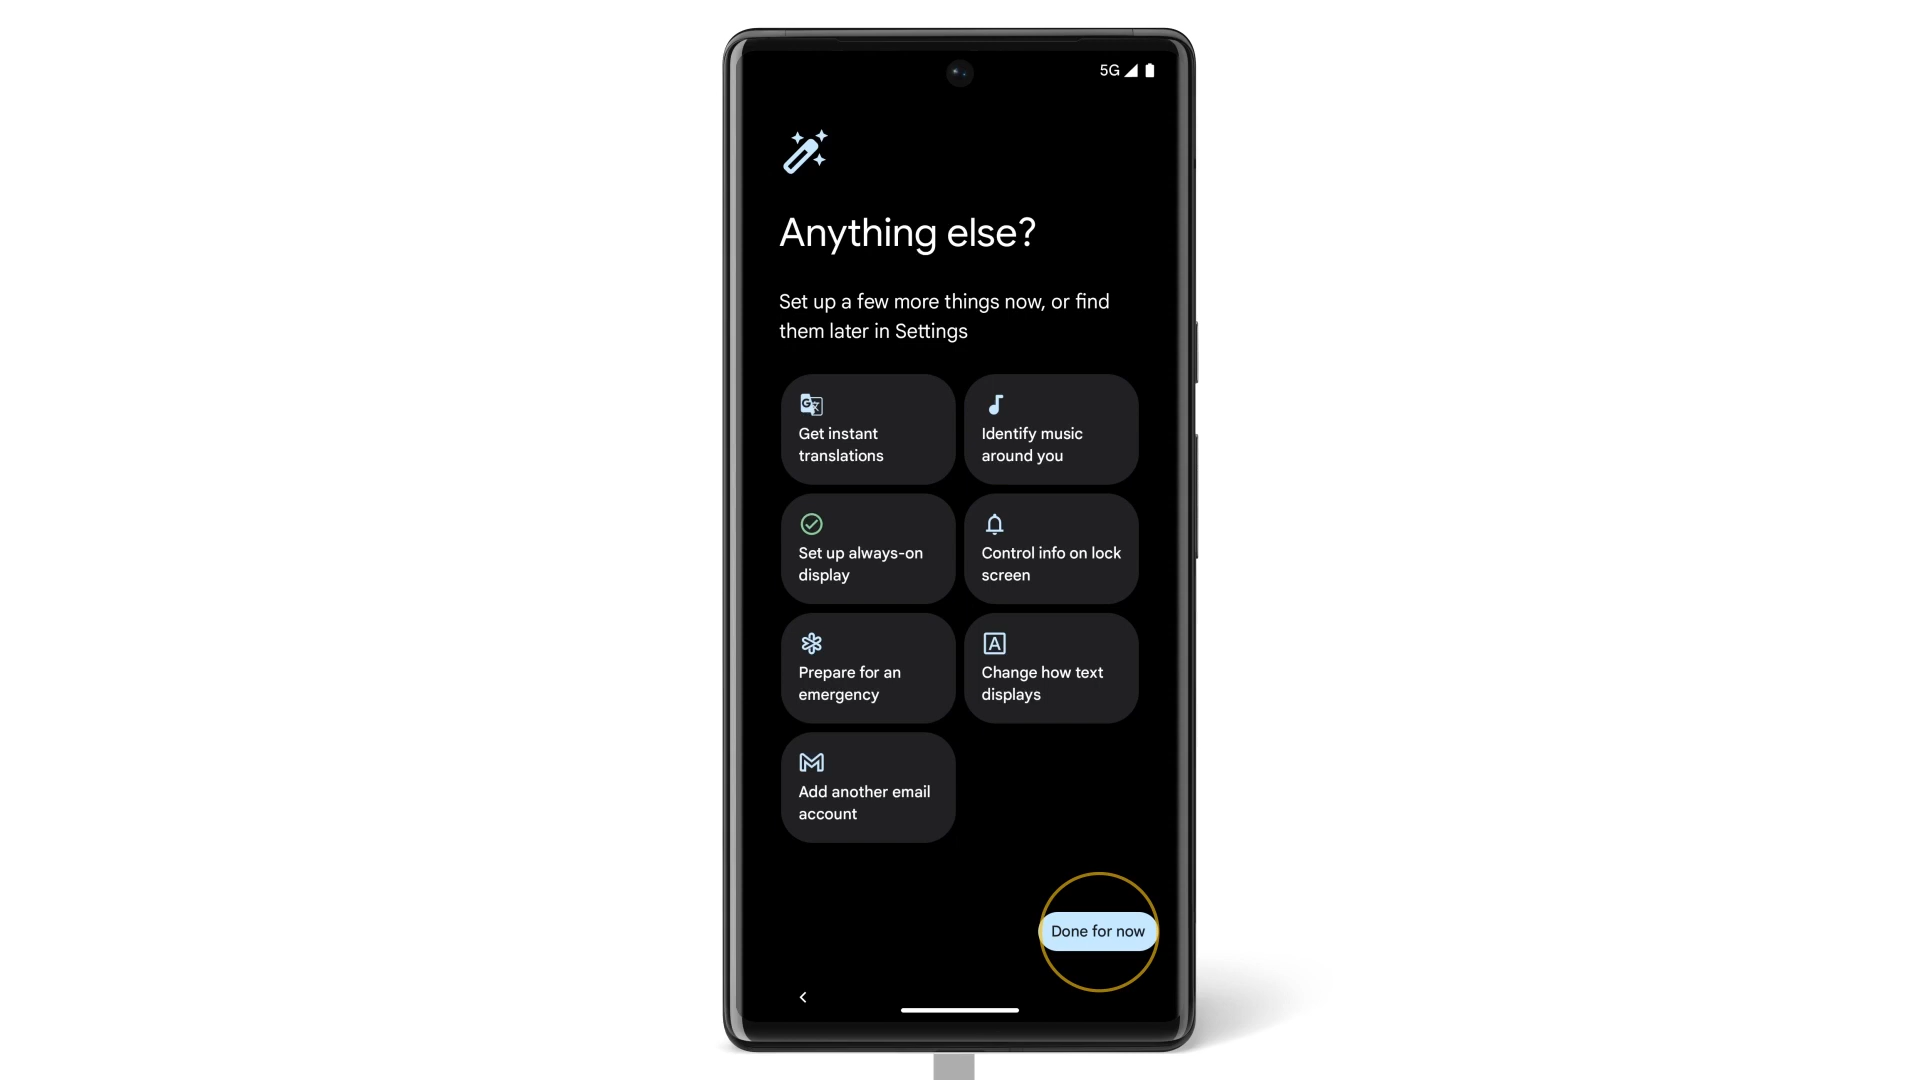 5G
Anything else?
Set up a few more things now, or find
them later in Settings
Get instant
translations
Identify music
around you
Set up always-on
display
Control info on lock
screen
Prepare for an
emergency
Change how text
displays
Add another email
account
Done for now